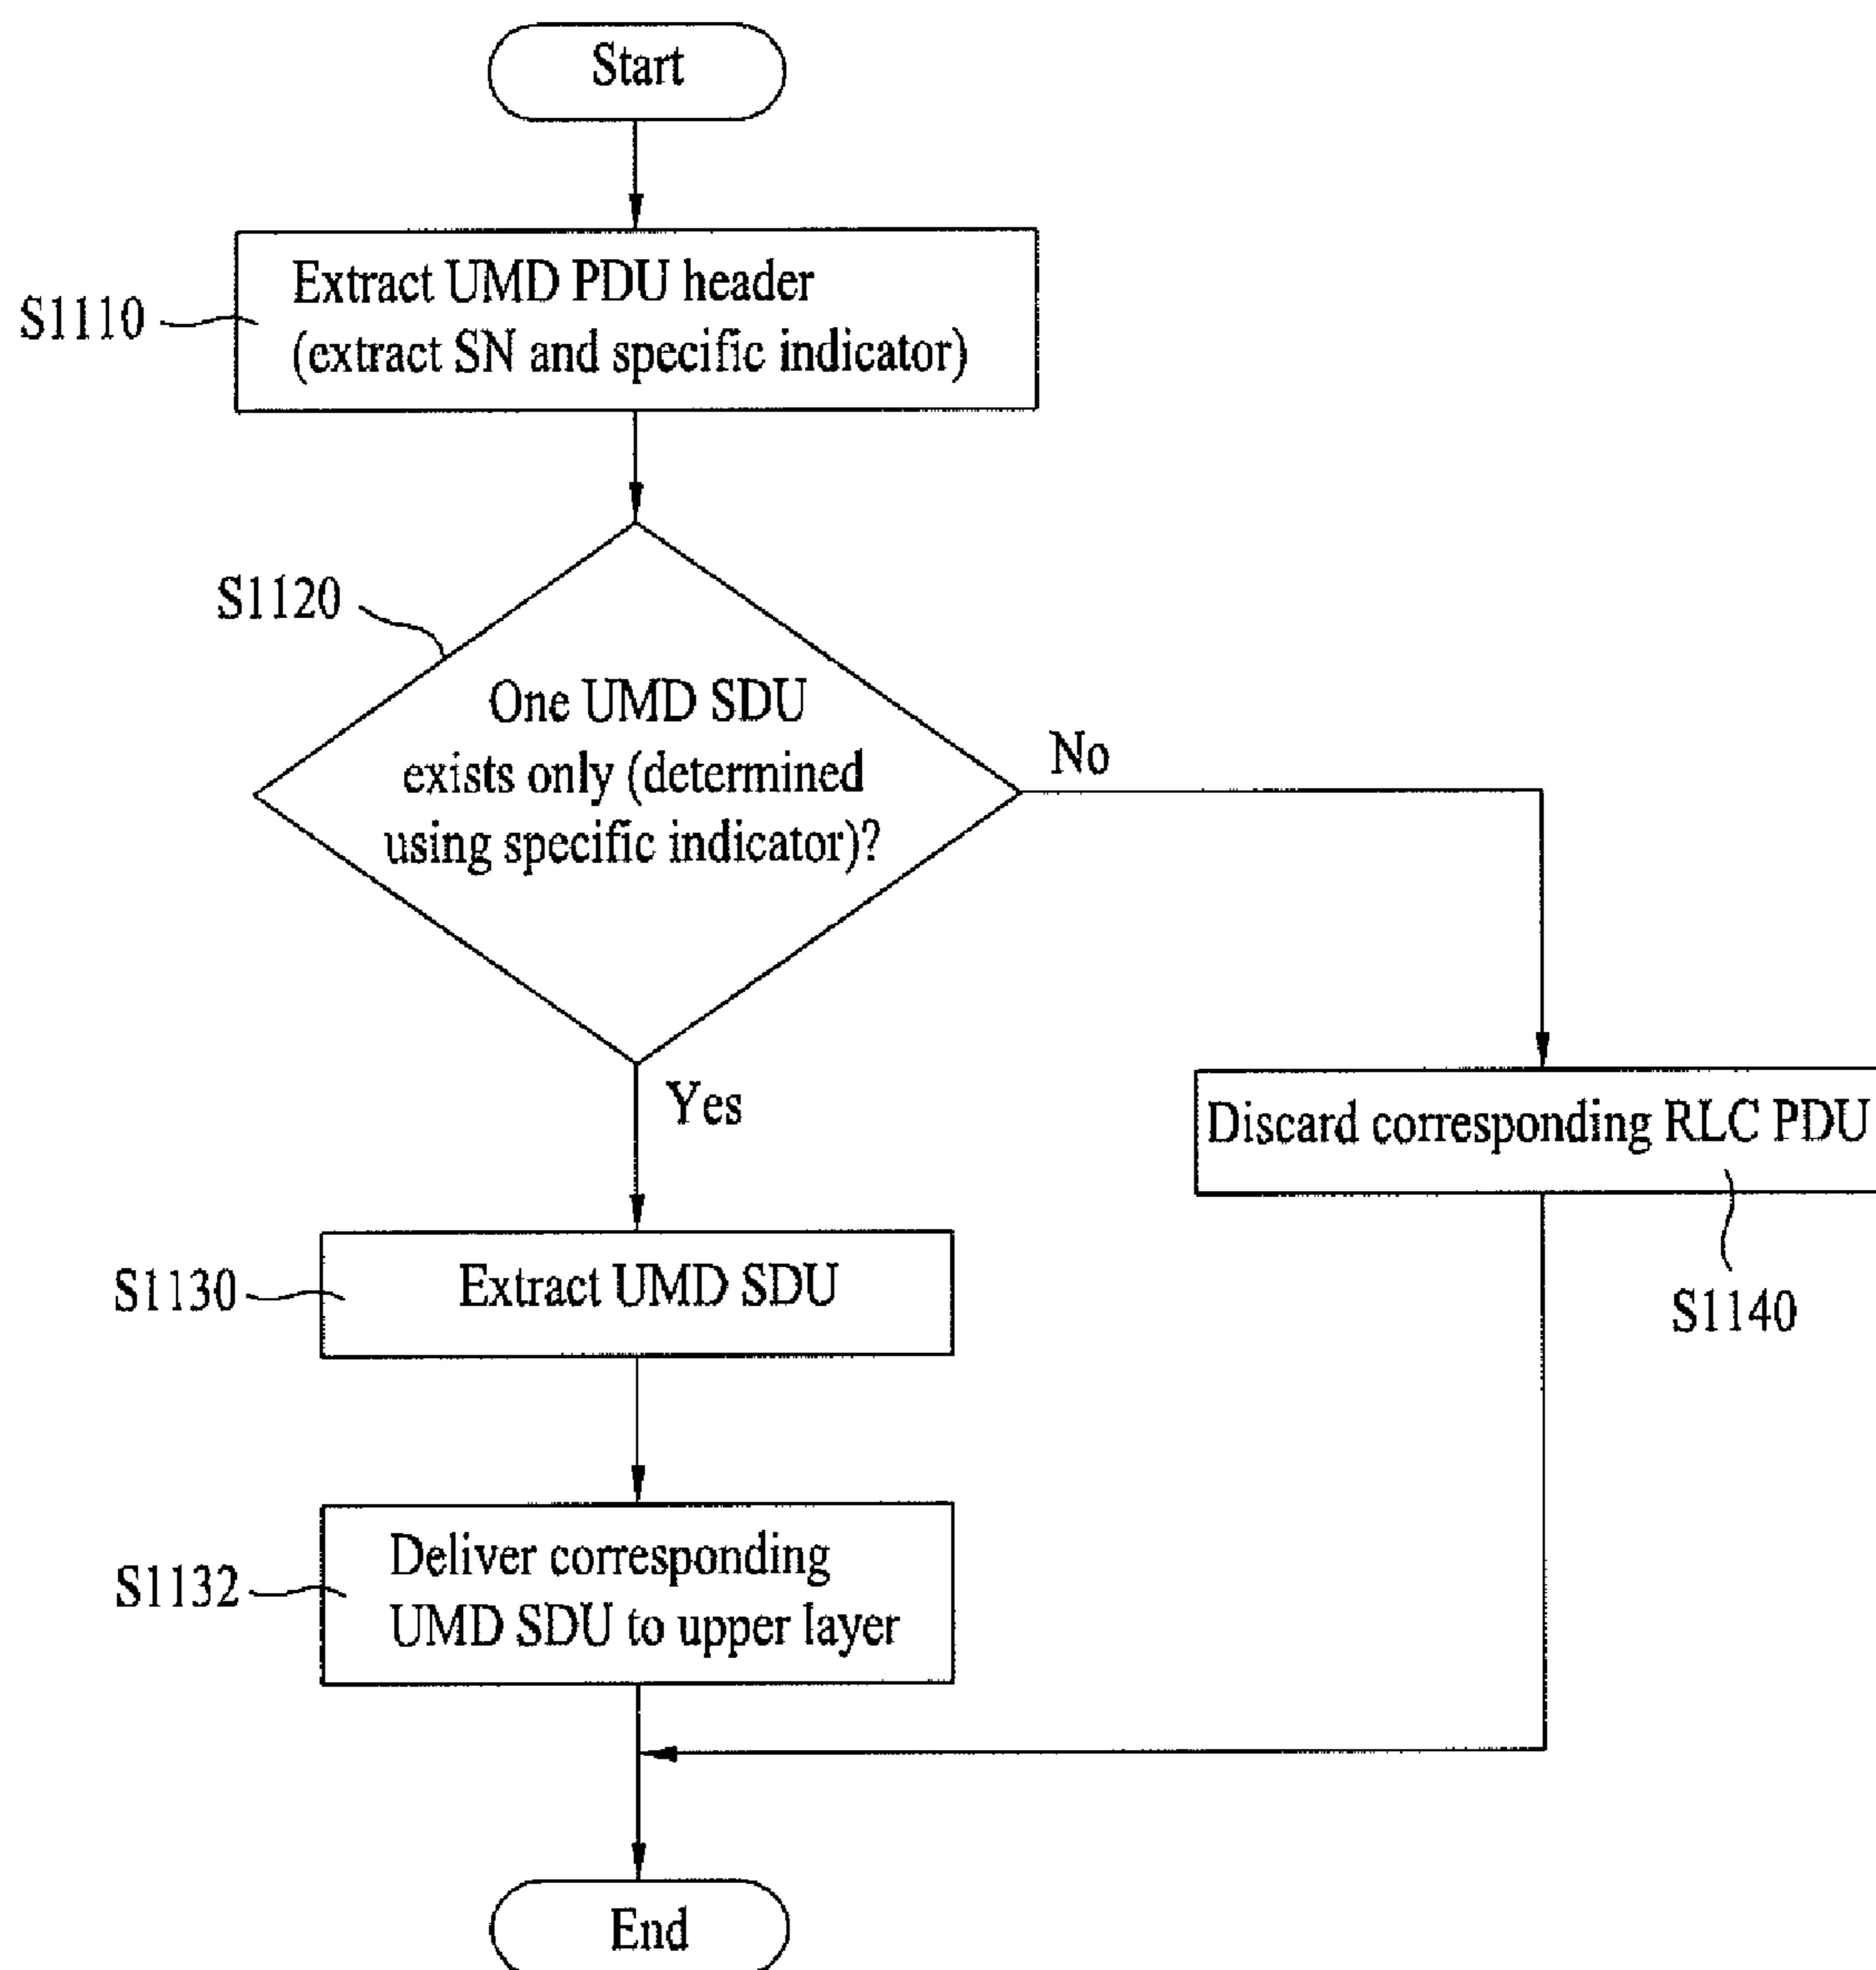 Start
S1110
Extract UMD PDU header
(extract SN and specific indicator)
S1120
One UMD SDU
exists only (determined
using specific indicator)?
No
Yes
Discard corresponding RLC PDU
S1140
S1130
Extract UMD SDU
S1132
Deliver corresponding
UMD SDU to upper layer
End